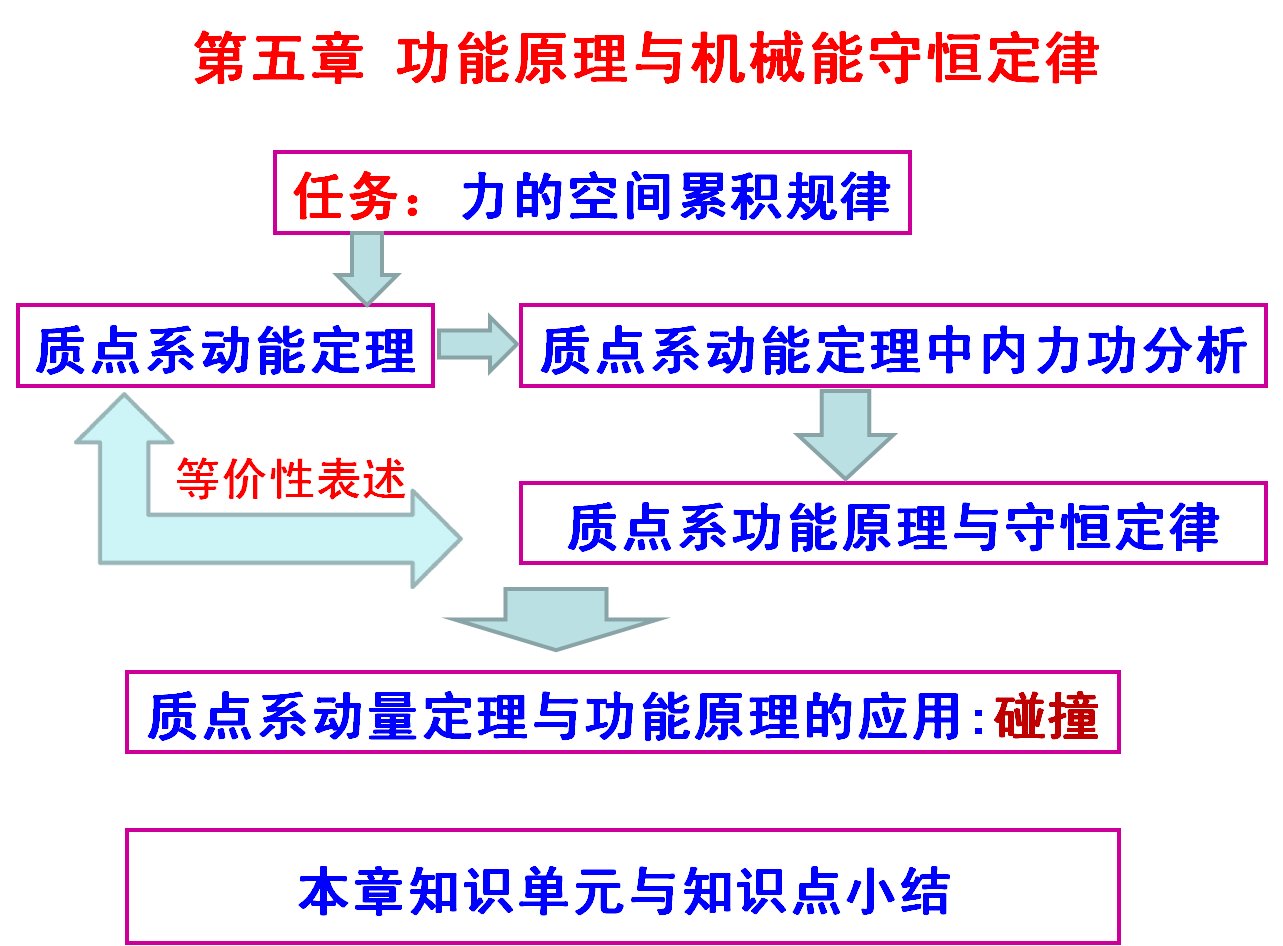 第五章 功能原理与机械能守恒定律
任务：力的空间累积规律
质点系动能定理
质点系动能定理中内力功分析
等价性表述
质点系功能原理与守恒定律
质点系动量定理与功能原理的应用:碰撞
本章知识单元与知识点小结